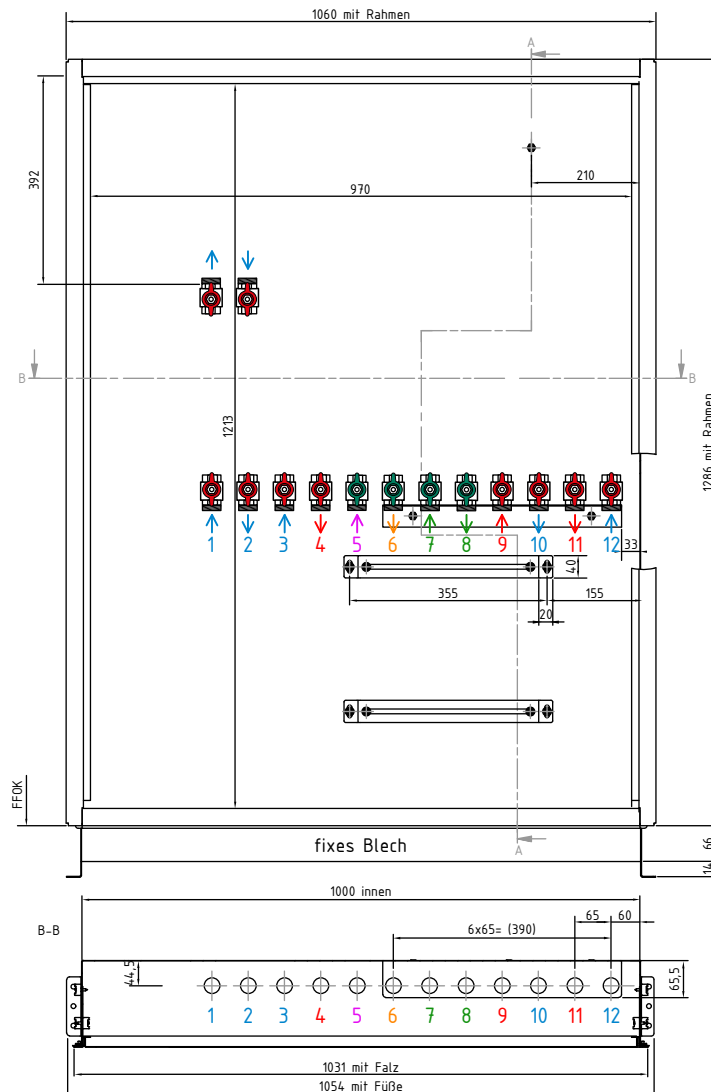 1060 mit Rahmen
A
392
210
970
B
B
1213
1286 mit Rahmen
1 2 3 4 5 6 7 8 9 10 11 12
33
40
355
155
20
FFOK
fixes Blech
A
66
14
1000 innen
B-B
6x65= (390)
65
60
44,5
65,5
1 2 3 4 5 6 7 8 9 10 11 12
1031 mit Falz
1054 mit Füße